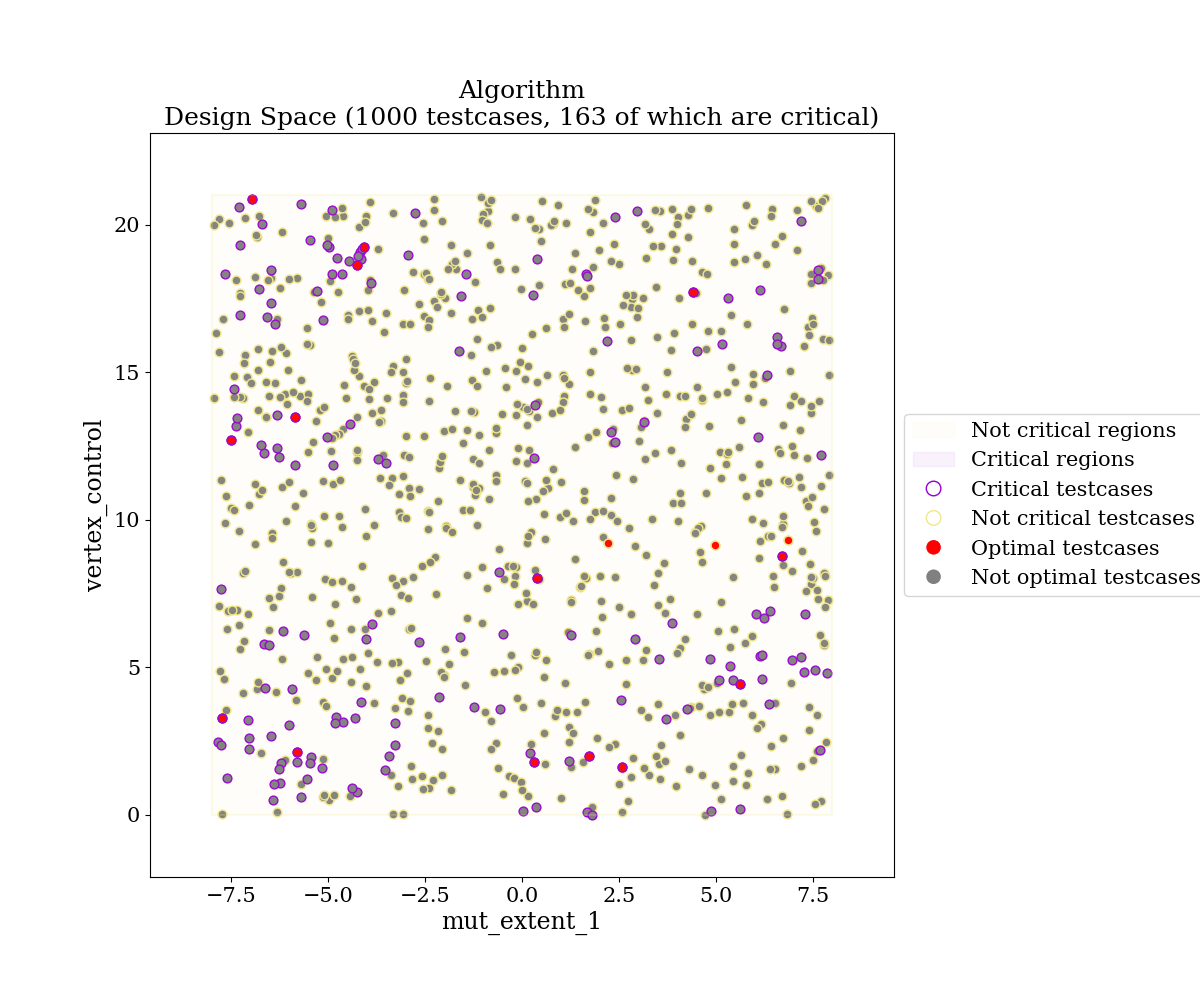 Algorithm
Design Space (1000 testcases, 163 of which are critical)
20
15
10
5
0
vertex_control
−7.5
−5.0
−2.5
0.0
2.5
5.0
7.5
mut_extent_1
Not critical regions
Critical regions
Critical testcases
Not critical testcases
Optimal testcases
Not optimal testcases